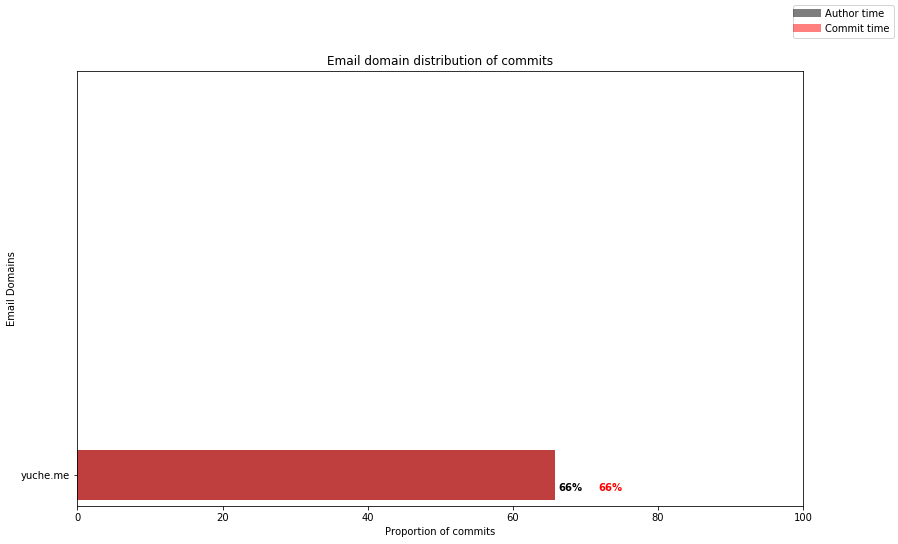 Author time
Commit time
Email domain distribution of commits
Email Domains
yuche.me
66% 66%
0 20 40 60 80 100
Proportion of commits